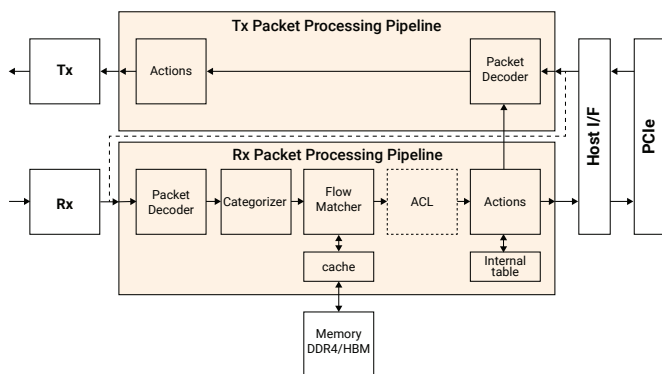 Tx Packet Processing Pipeline
Tx
Actions
Packet
Decoder
Host I/F
PCIe
Rx Packet Processing Pipeline
Rx
Packet
Decoder
Categorizer
Flow
Matcher
ACL
Actions
cache
Internal
table
Memory
DDR4/HBM